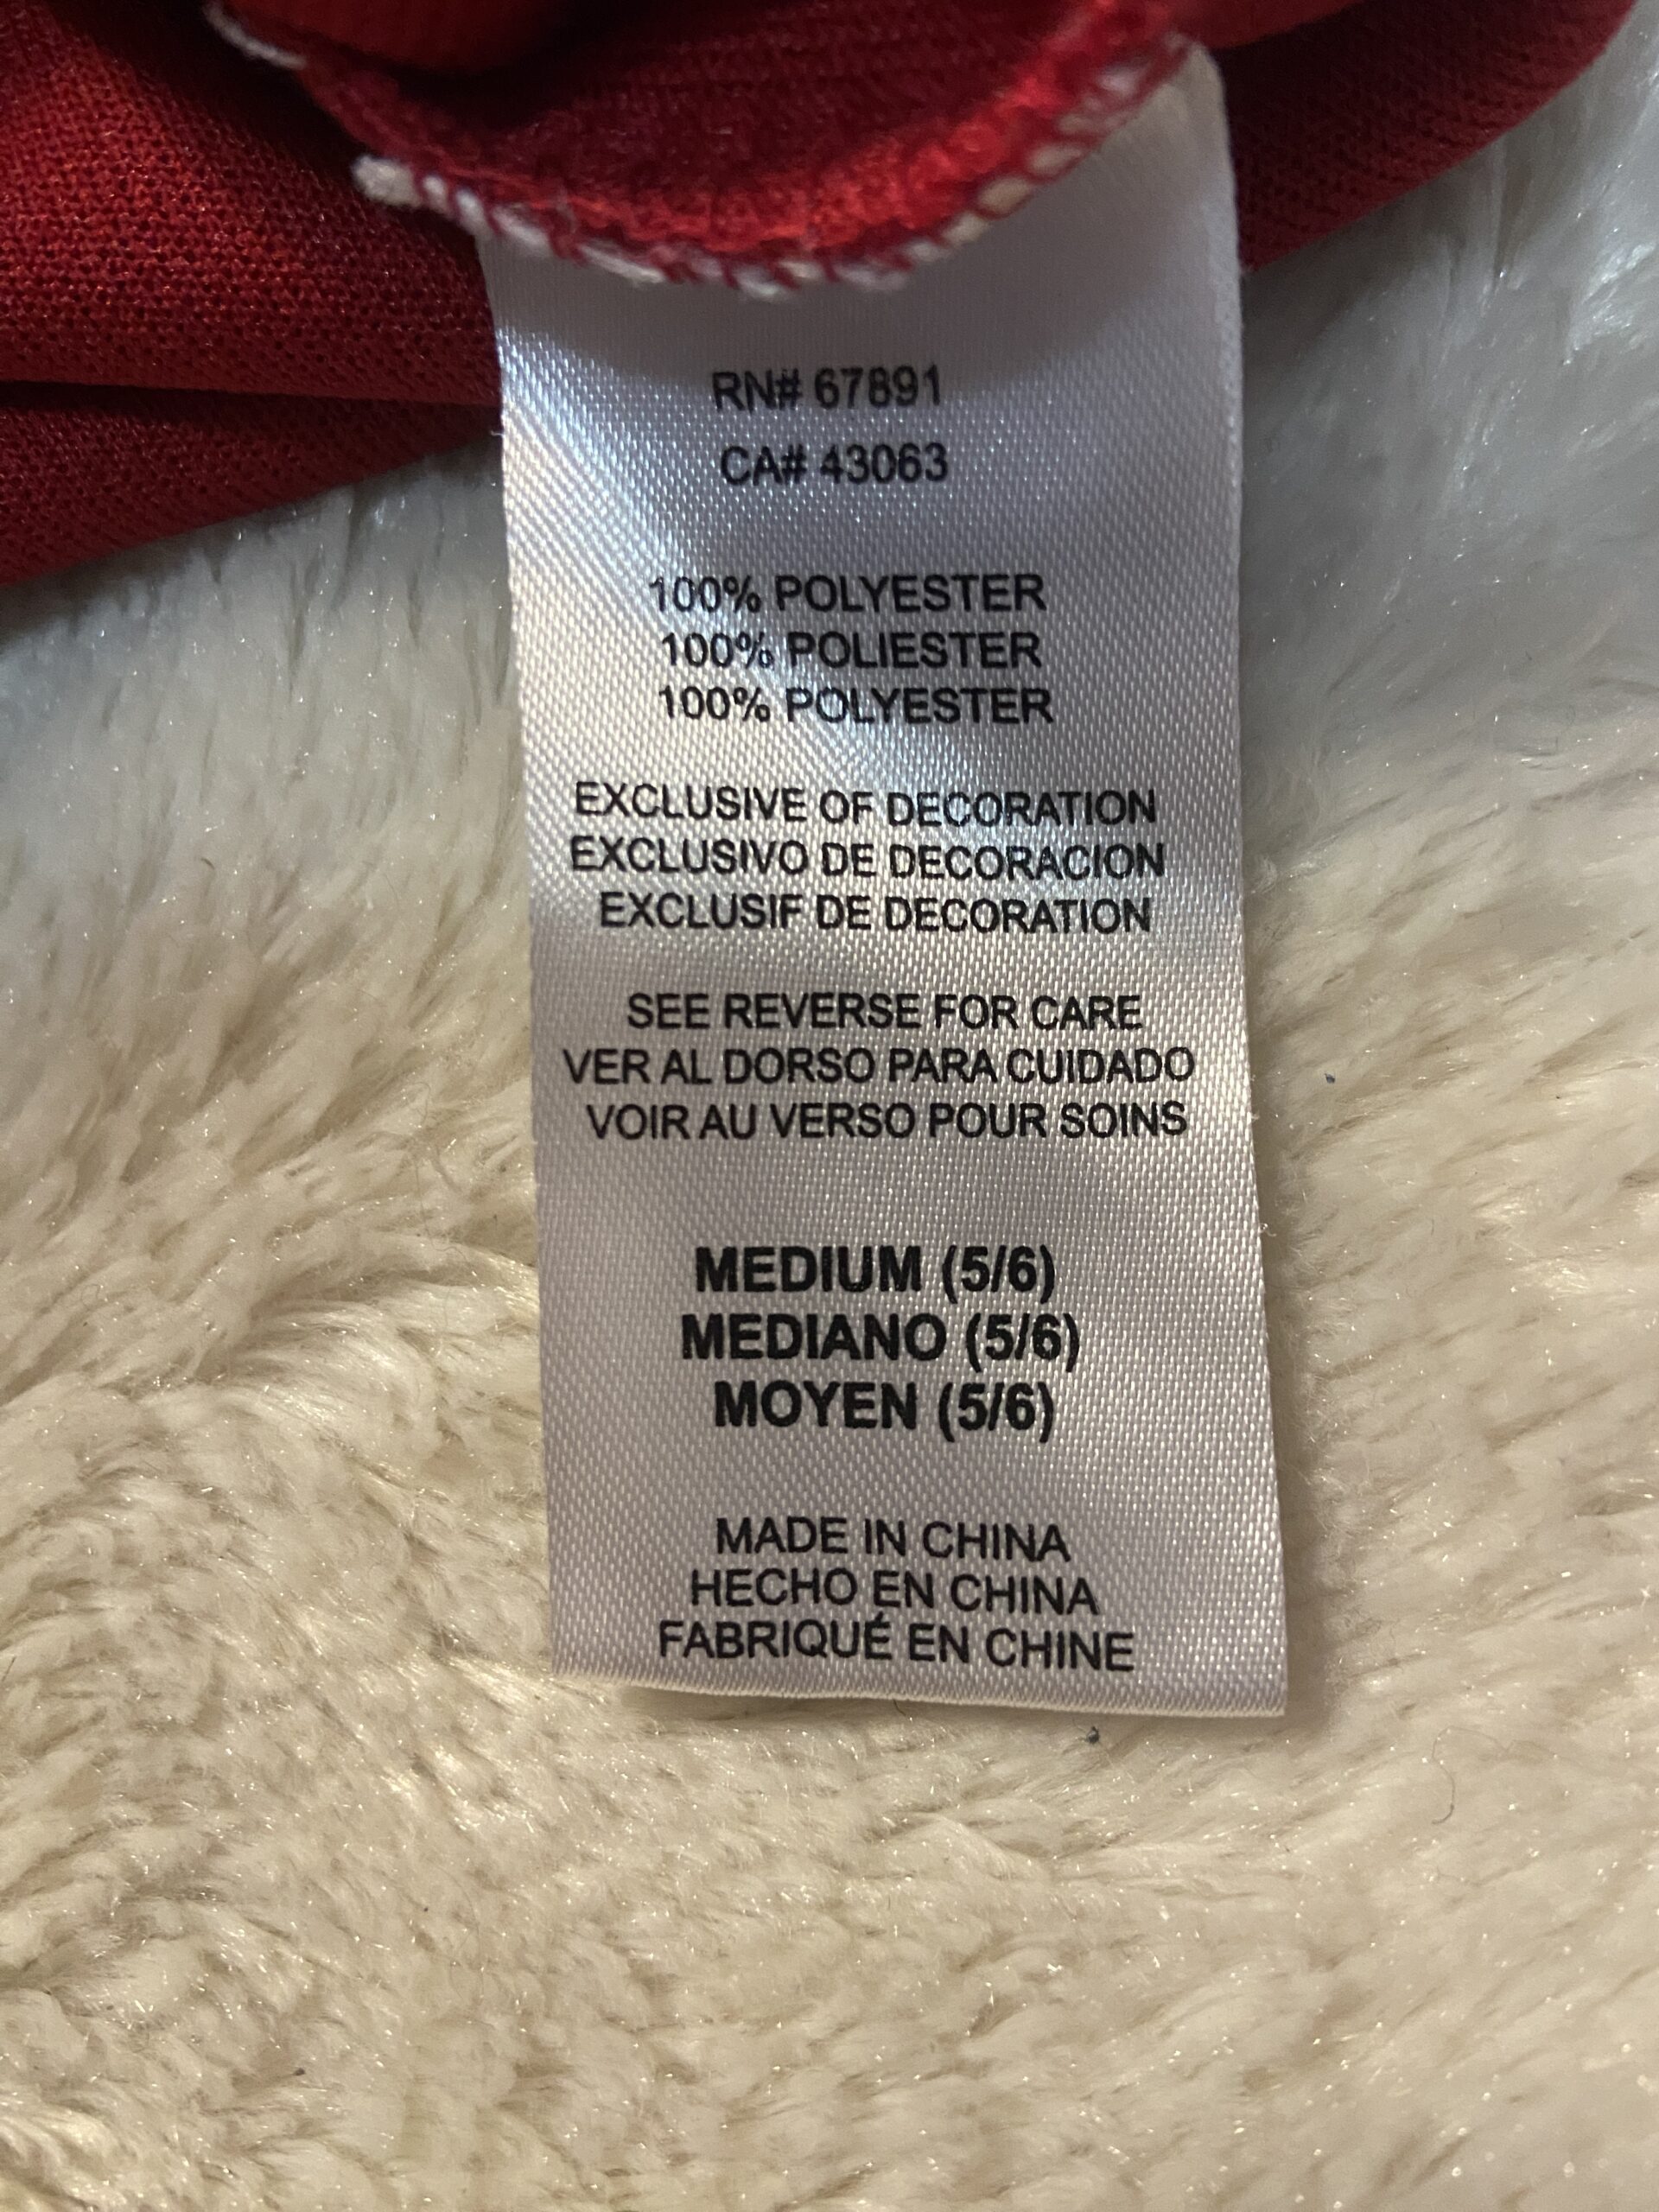 RN# 67891
CA# 43063
100% POLYESTER
100% POLIESTER
100% POLYESTER
EXCLUSIVE OF DECORATION
EXCLUSIVO DE DECORACION
EXCLUSIF DE DECORATION
SEE REVERSE FOR CARE
VER AL DORSO PARA CUIDADO
VOIR AU VERSO POUR SOINS
MEDIUM (5/6)
MEDIANO (5/6)
MOYEN (5/6)
MADE IN CHINA
HECHO EN CHINA
FABRIQUÉ EN CHINE